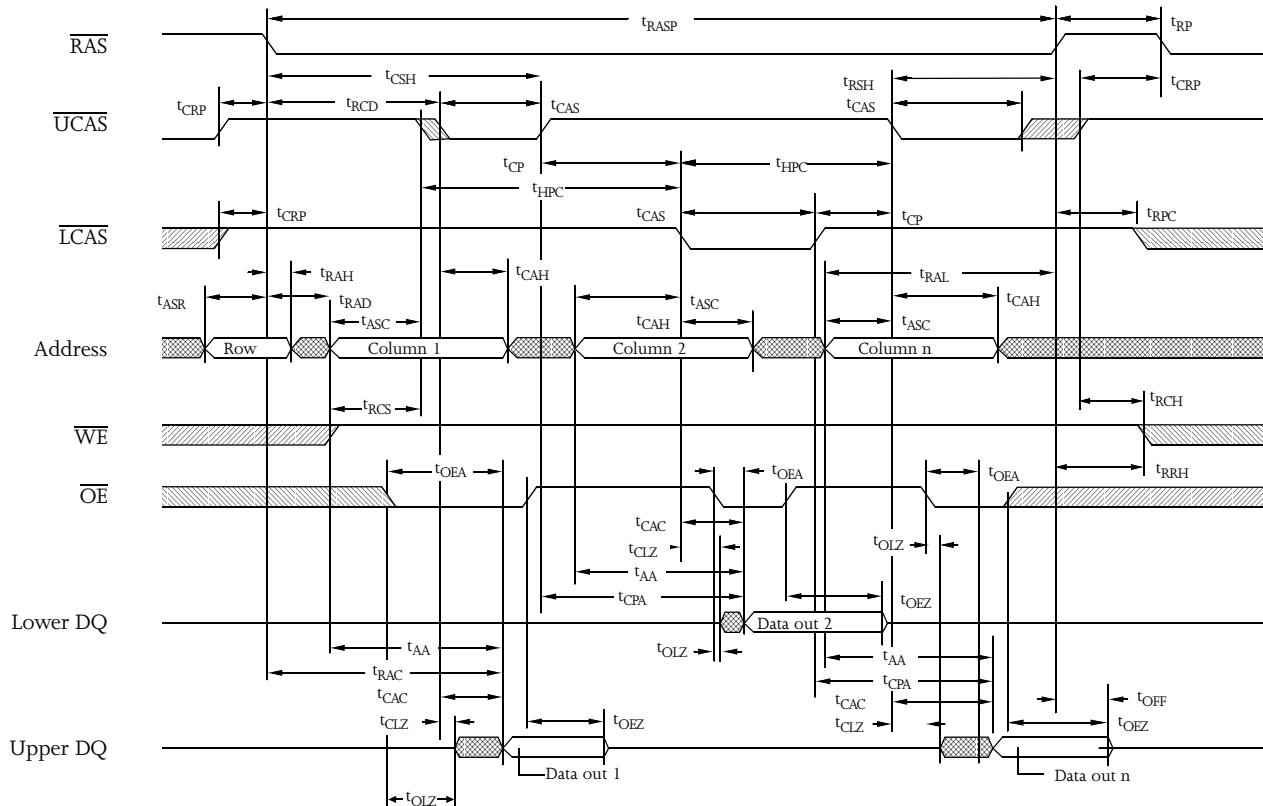 tRASP
tRP
RAS
tCSH
tRSH
tCRP
tRCD
tCAS
tCAS
tCRP
UCAS
tCP
tHPC
tHPC
tCRP
tCAS
tCP
tRPC
LCAS
tRAH
tCAH
tRAL
tASR
tRAD
tASC
tCAH
tASC
tCAH
tASC
Address
Row
Column 1
Column 2
Column n
tRCS
tRCH
WE
tOEA
tOEA
tOEA
tRRH
OE
tCAC
tCLZ
tOLZ
tAA
tCPA
tOEZ
Lower DQ
Data out 2
tOLZ
tAA
tAA
tRAC
tCPA
tCAC
tCAC
tOFF
tCLZ
tOEZ
tCLZ
tOEZ
Upper DQ
Data out 1
Data out n
tOLZ